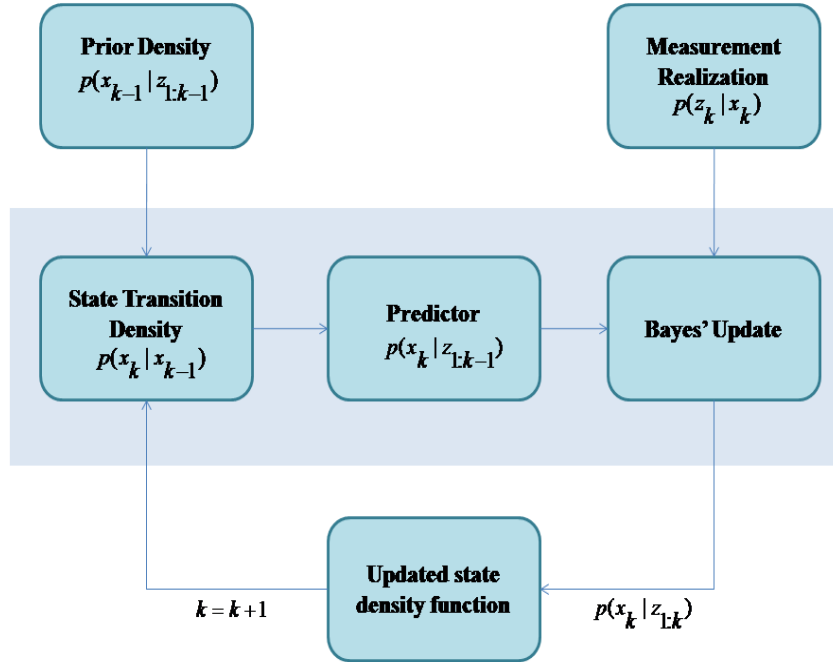 Prior Density
p(x_{k-1} | z_{1:k-1})
Measurement
Realization
p(z_k | x_k)
State Transition
Density
p(x_k | x_{k-1})
Predictor
p(x_k | z_{1:k-1})
Bayes’ Update
Updated state
density function
k = k+1
p(x_k | z_{1:k})